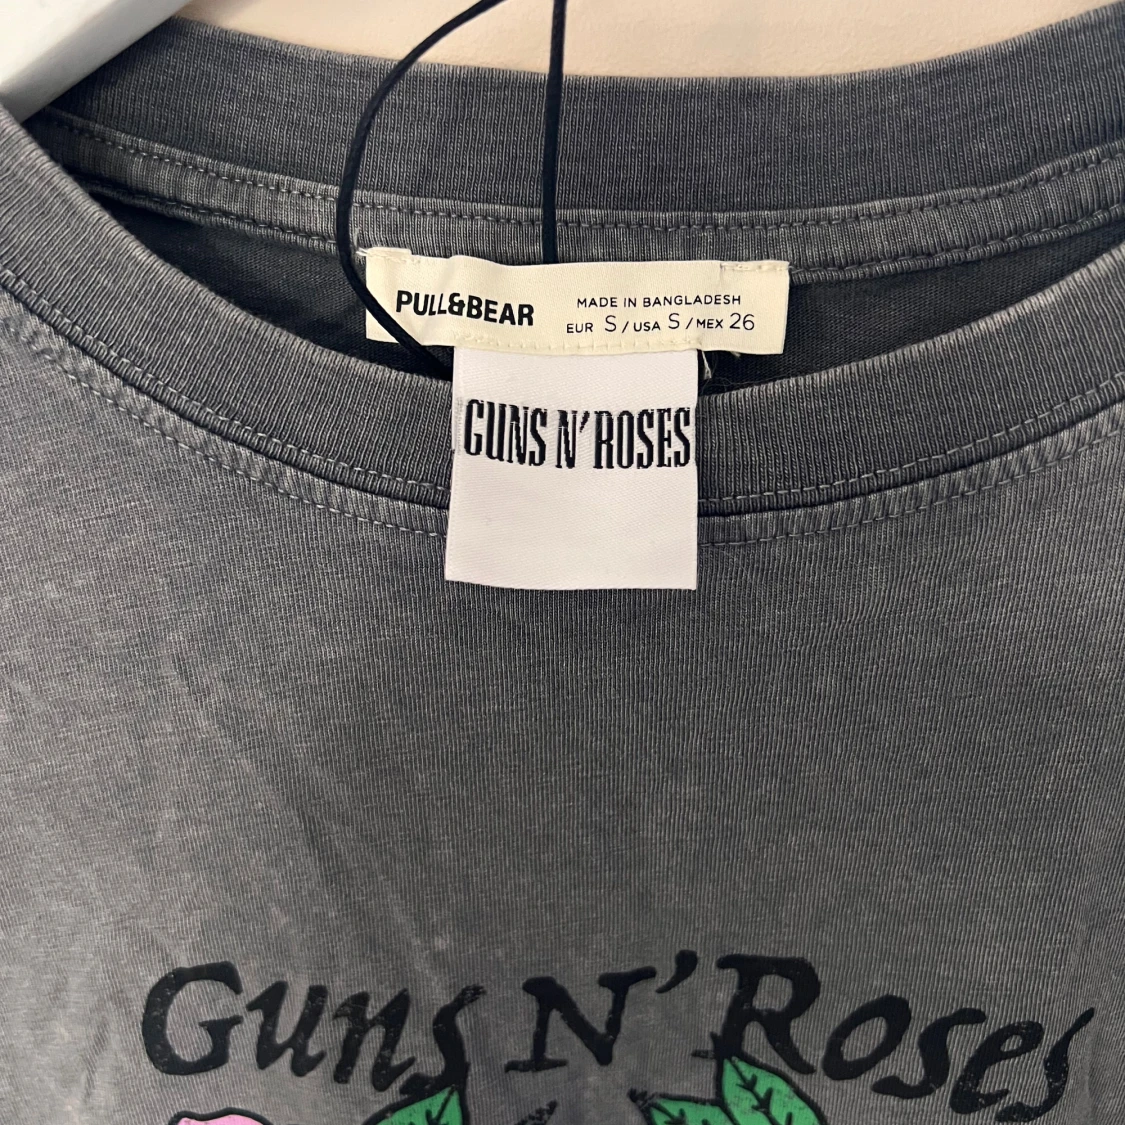 PULL&BEAR
MADE IN BANGLADESH
EUR S / USA S / MEX 26
GUNS N' ROSES
Guns N' Roses